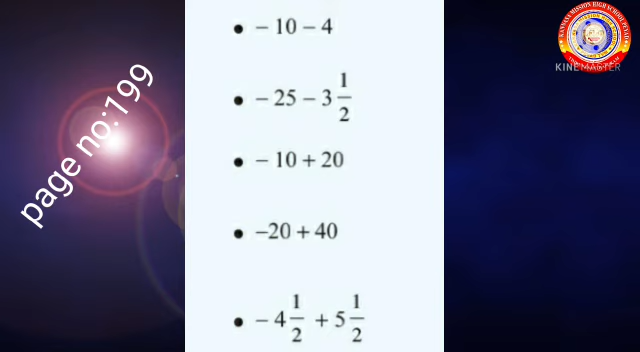 page no:199
• – 10 – 4
• – 25 – 3 1/2
• – 10 + 20
• –20 + 40
• – 4 1/2 + 5 1/2
KINEMASTER